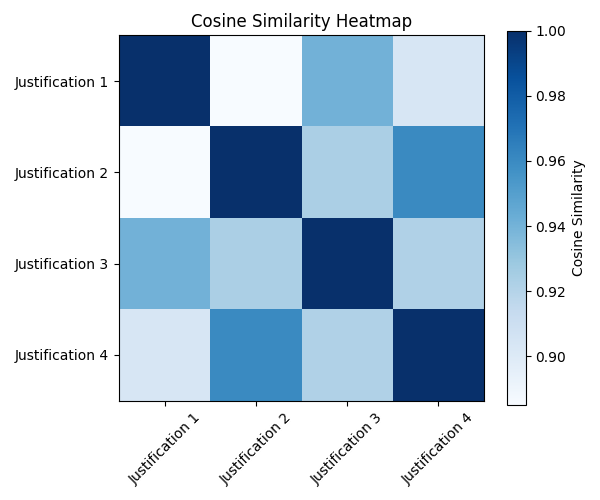 Cosine Similarity Heatmap
Justification 1
Justification 2
Justification 3
Justification 4
Justification 1
Justification 2
Justification 3
Justification 4
1.00
0.98
0.96
0.94
0.92
0.90
Cosine Similarity